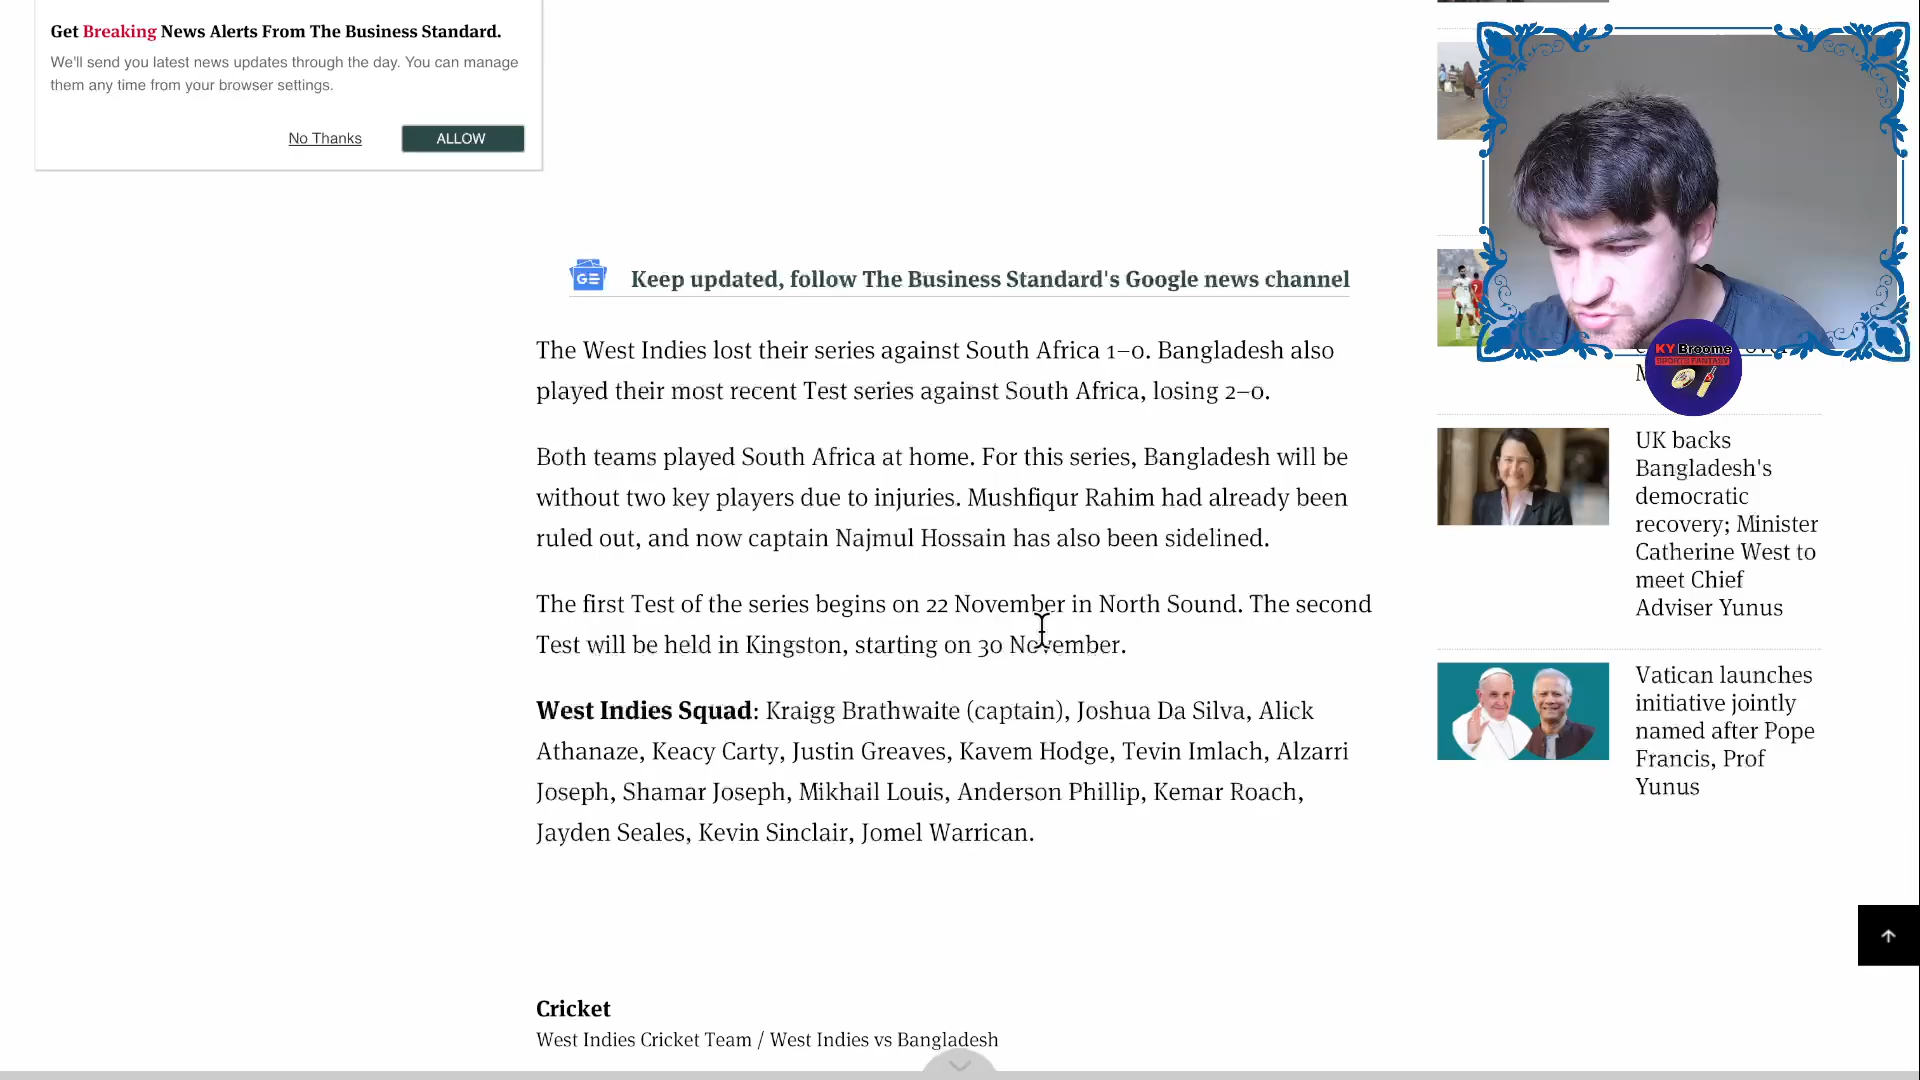 Get Breaking News Alerts From The Business Standard.
We'll send you latest news updates through the day. You can manage
them any time from your browser settings.
No Thanks
ALLOW
Keep updated, follow The Business Standard's Google news channel
The West Indies lost their series against South Africa 1–0. Bangladesh also
played their most recent Test series against South Africa, losing 2–0.
Both teams played South Africa at home. For this series, Bangladesh will be
without two key players due to injuries. Mushfiqur Rahim had already been
ruled out, and now captain Najmul Hossain has also been sidelined.
The first Test of the series begins on 22 November in North Sound. The second
Test will be held in Kingston, starting on 30 November.
West Indies Squad: Kraigg Brathwaite (captain), Joshua Da Silva, Alick
Athanaze, Keacy Carty, Justin Greaves, Kavem Hodge, Tevin Imlach, Alzarri
Joseph, Shamar Joseph, Mikhail Louis, Anderson Phillip, Kemar Roach,
Jayden Seales, Kevin Sinclair, Jomel Warrican.
Cricket
West Indies Cricket Team / West Indies vs Bangladesh
KY Broome
SPORTS FANTASY
UK backs
Bangladesh's
democratic
recovery; Minister
Catherine West to
meet Chief
Adviser Yunus
Vatican launches
initiative jointly
named after Pope
Francis, Prof
Yunus